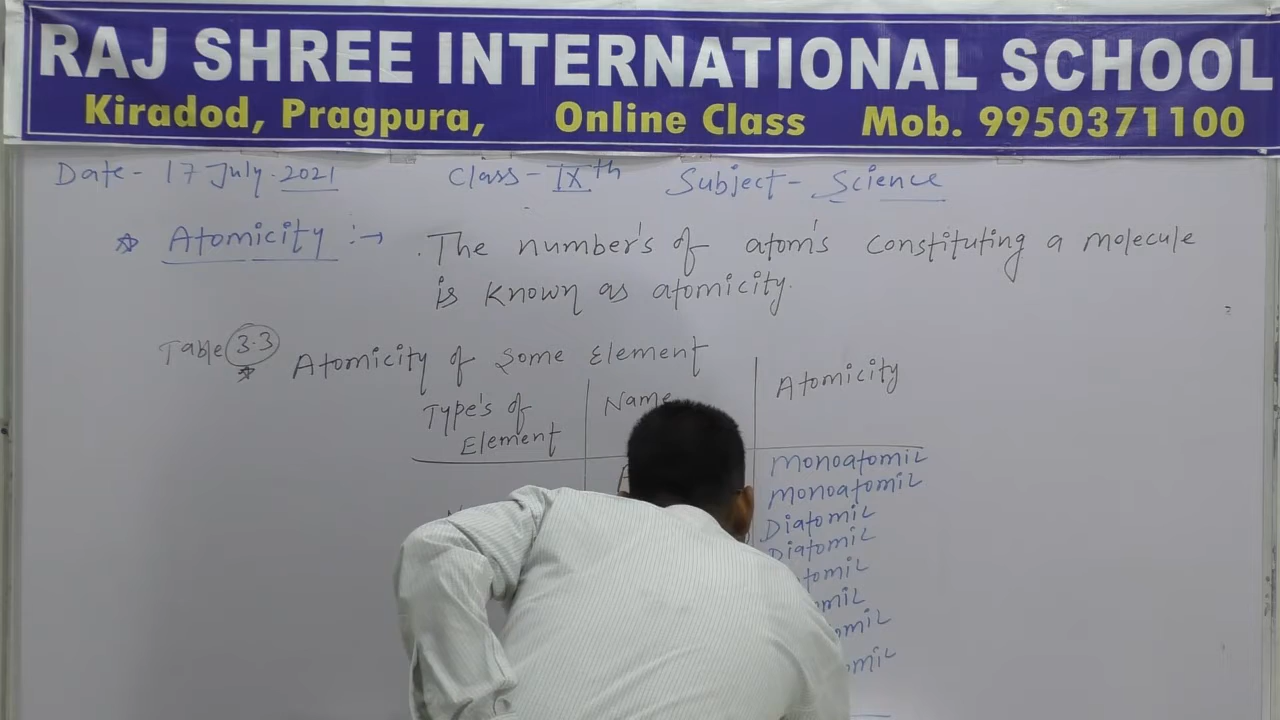 RAJ SHREE INTERNATIONAL SCHOOL
Kiradod, Pragpura, Online Class Mob. 9950371100
Date - 17 July. 2021 Class - IXth Subject - Science
Atomicity :→ The number's of atom's constituting a molecule
is known as atomicity.
Table 3.3 Atomicity of Some Element
Type's of Element Name Atomicity
Monoatomic
Monoatomic
Diatomic
Diatomic